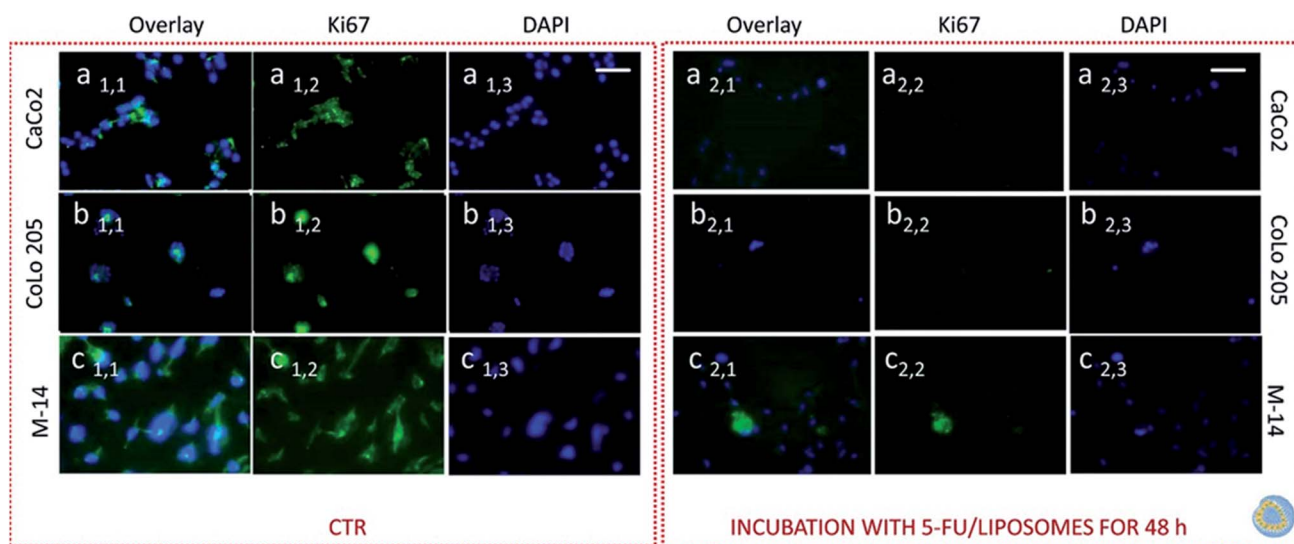 Overlay Ki67 DAPI Overlay Ki67 DAPI
CaCo2 a 1,1 a 1,2 a 1,3 a 2,1 a 2,2 a 2,3 CaCo2
CoLo 205 b 1,1 b 1,2 b 1,3 b 2,1 b 2,2 b 2,3 CoLo 205
M-14 c 1,1 c 1,2 c 1,3 c 2,1 c 2,2 c 2,3 M-14
CTR INCUBATION WITH 5-FU/LIPOSOMES FOR 48 h